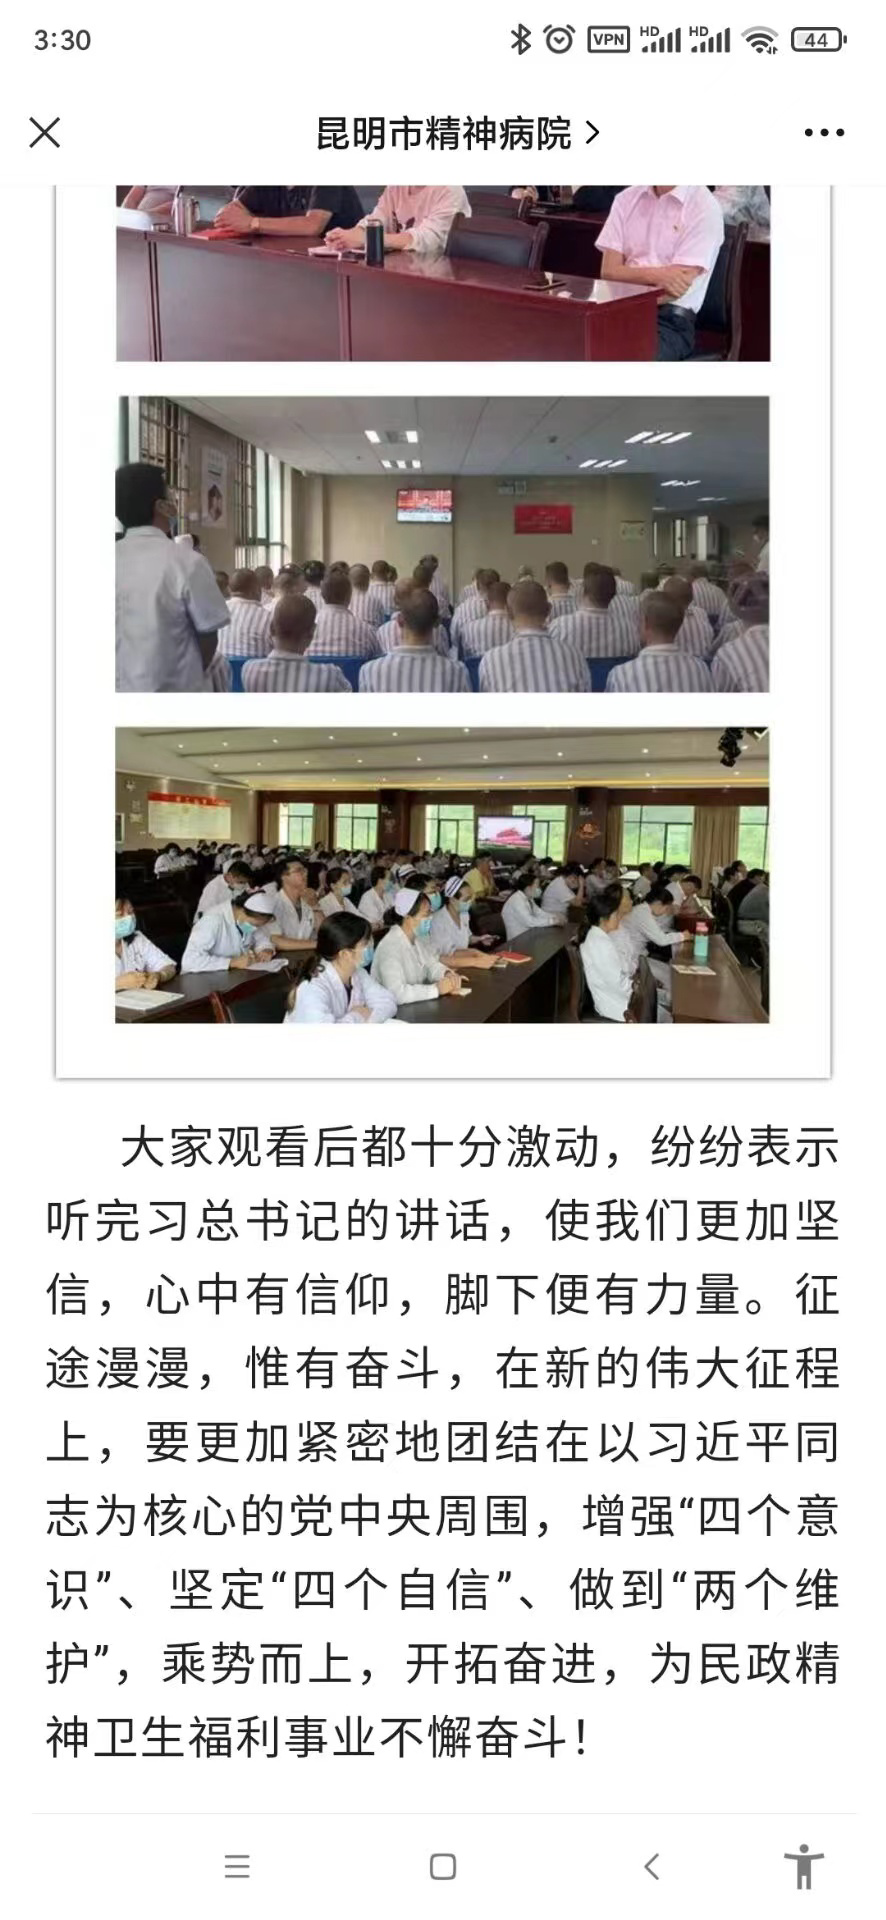 3:30
VPN
HD
HD
44
昆明市精神病院
大家观看后都十分激动，纷纷表示
听完习总书记的讲话，使我们更加坚
信，心中有信仰，脚下便有力量。征
途漫漫，惟有奋斗，在新的伟大征程
上，要更加紧密地团结在以习近平同
志为核心的党中央周围，增强“四个意
识”、坚定“四个自信”、做到“两个维
护”，乘势而上，开拓奋进，为民政精
神卫生福利事业不懈奋斗！